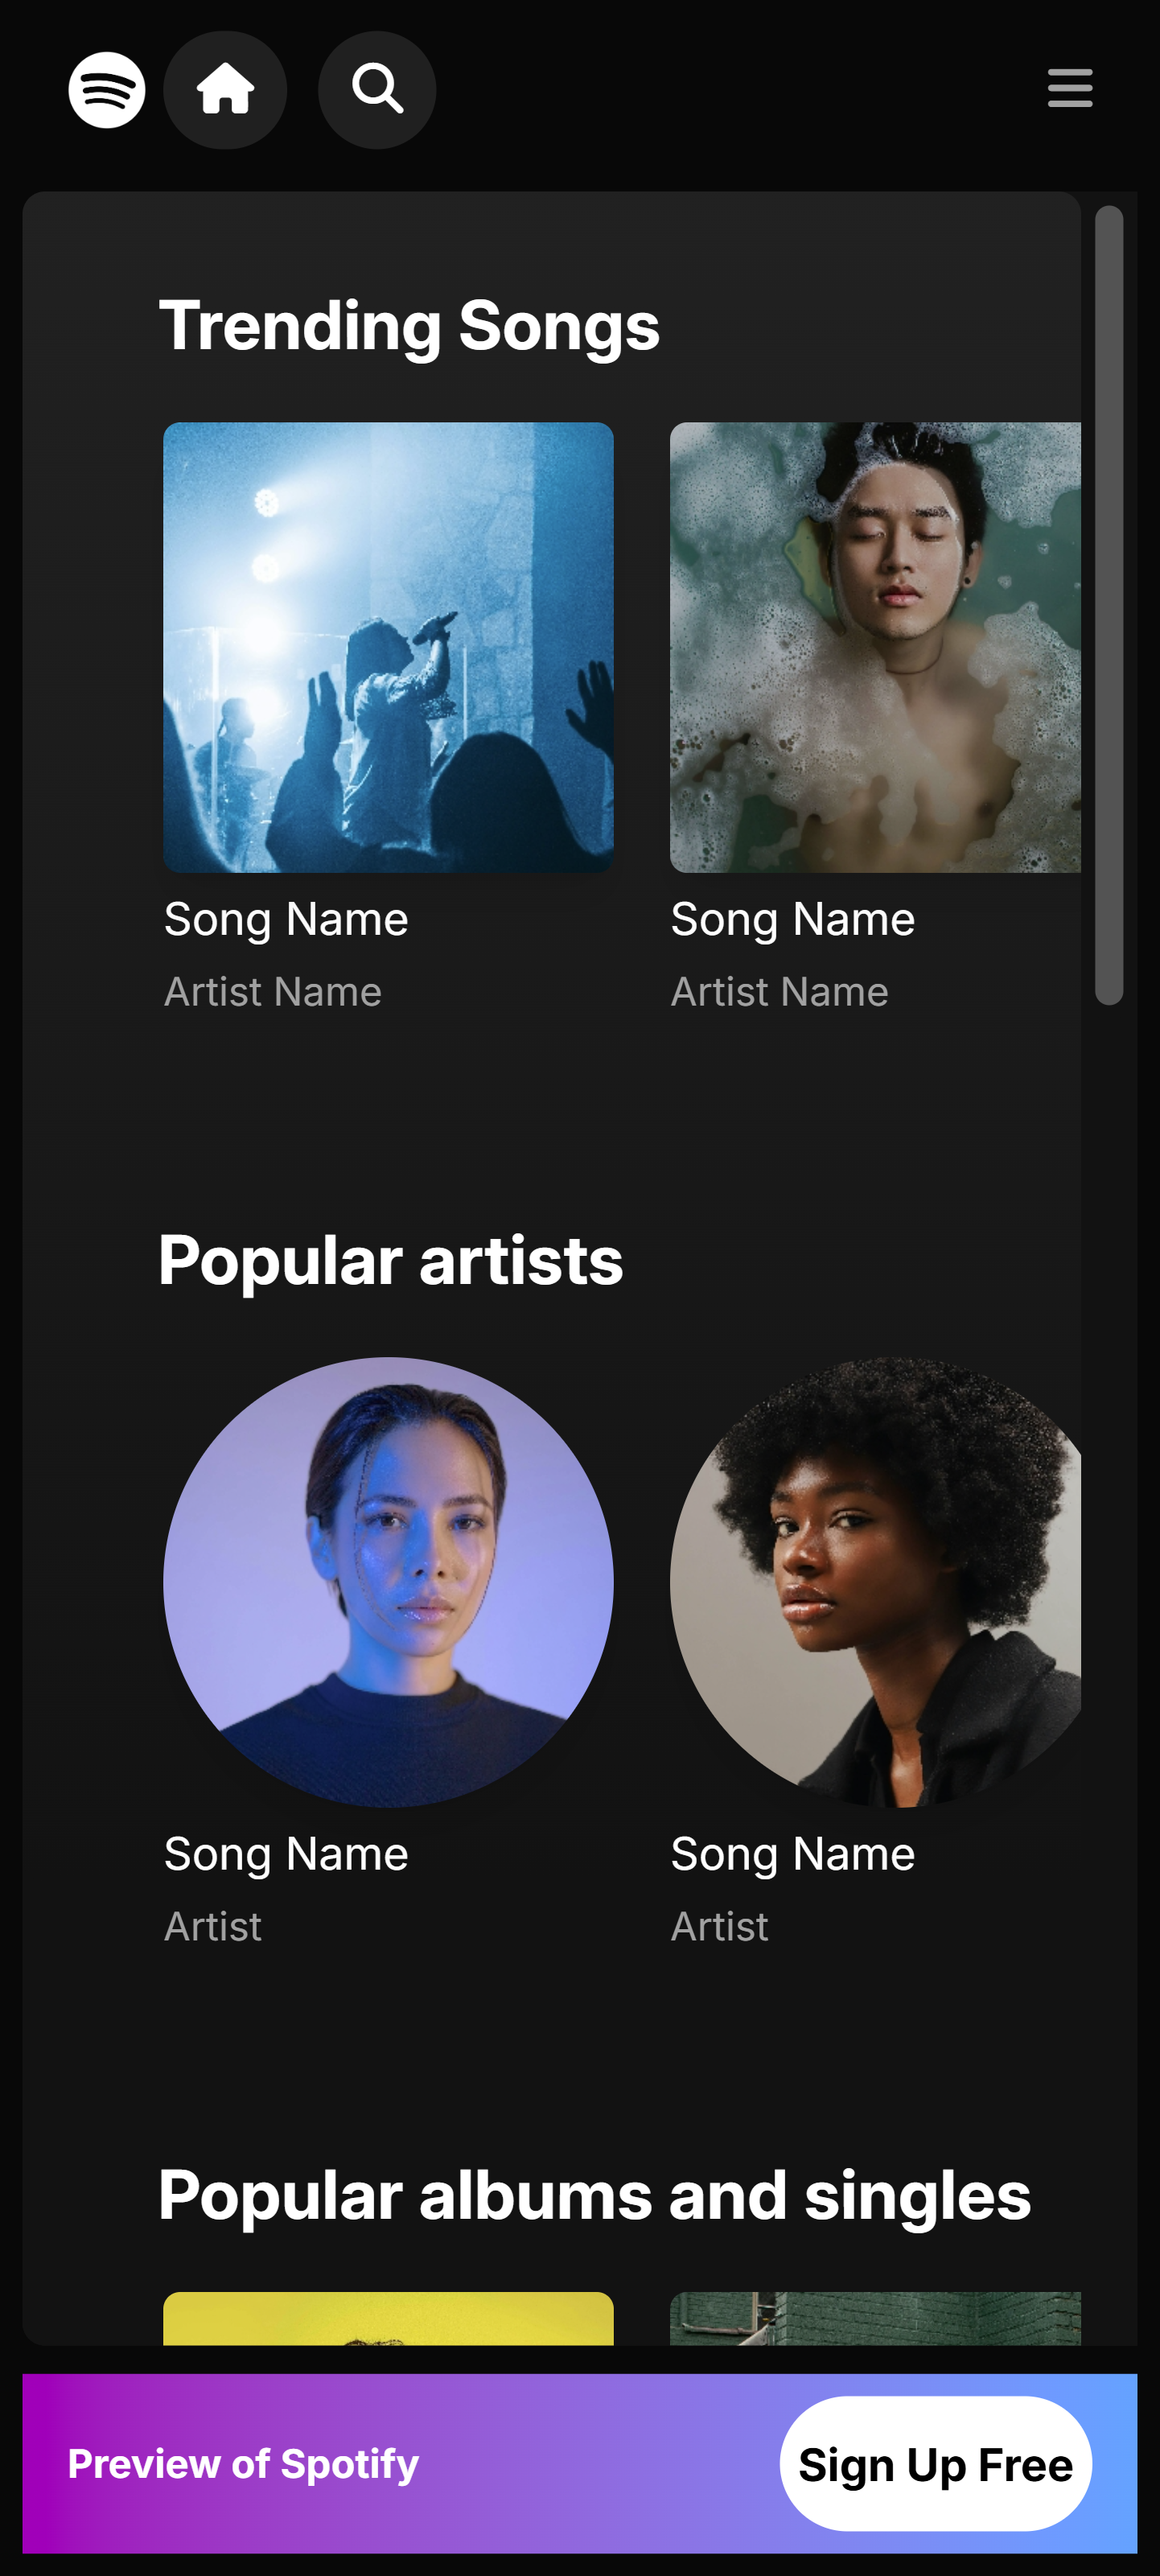 Trending Songs
Song Name
Song Name
Artist Name
Artist Name
Popular artists
Song Name
Song Name
Artist
Artist
Popular albums and singles
Preview of Spotify
Sign Up Free